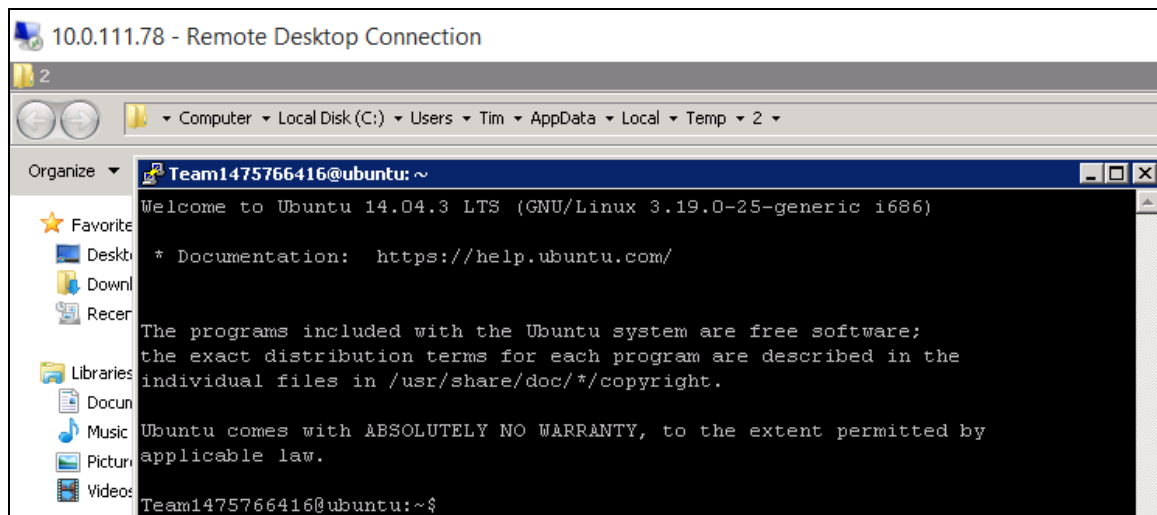 10.0.111.78 - Remote Desktop Connection
2
Computer Local Disk (C:) Users Tim AppData Local Temp 2
Organize
Team1475766416@ubuntu: ~
Welcome to Ubuntu 14.04.3 LTS (GNU/Linux 3.19.0-25-generic i686)
Favorite
Deskt
* Documentation: https://help.ubuntu.com/
Downl
Recen
The programs included with the Ubuntu system are free software;
the exact distribution terms for each program are described in the
Libraries
individual files in /usr/share/doc/*/copyright.
Docun
Music
Ubuntu comes with ABSOLUTELY NO WARRANTY, to the extent permitted by
Pictur
applicable law.
Videos
Team1475766416@ubuntu:~$